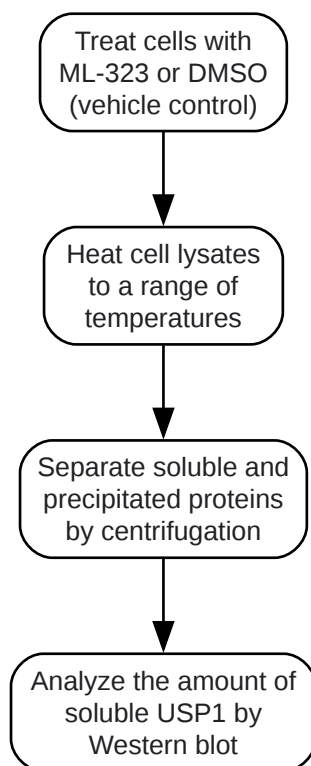 Treat cells with
ML-323 or DMSO
(vehicle control)
Heat cell lysates
to a range of
temperatures
Separate soluble and
precipitated proteins
by centrifugation
Analyze the amount of
soluble USP1 by
Western blot